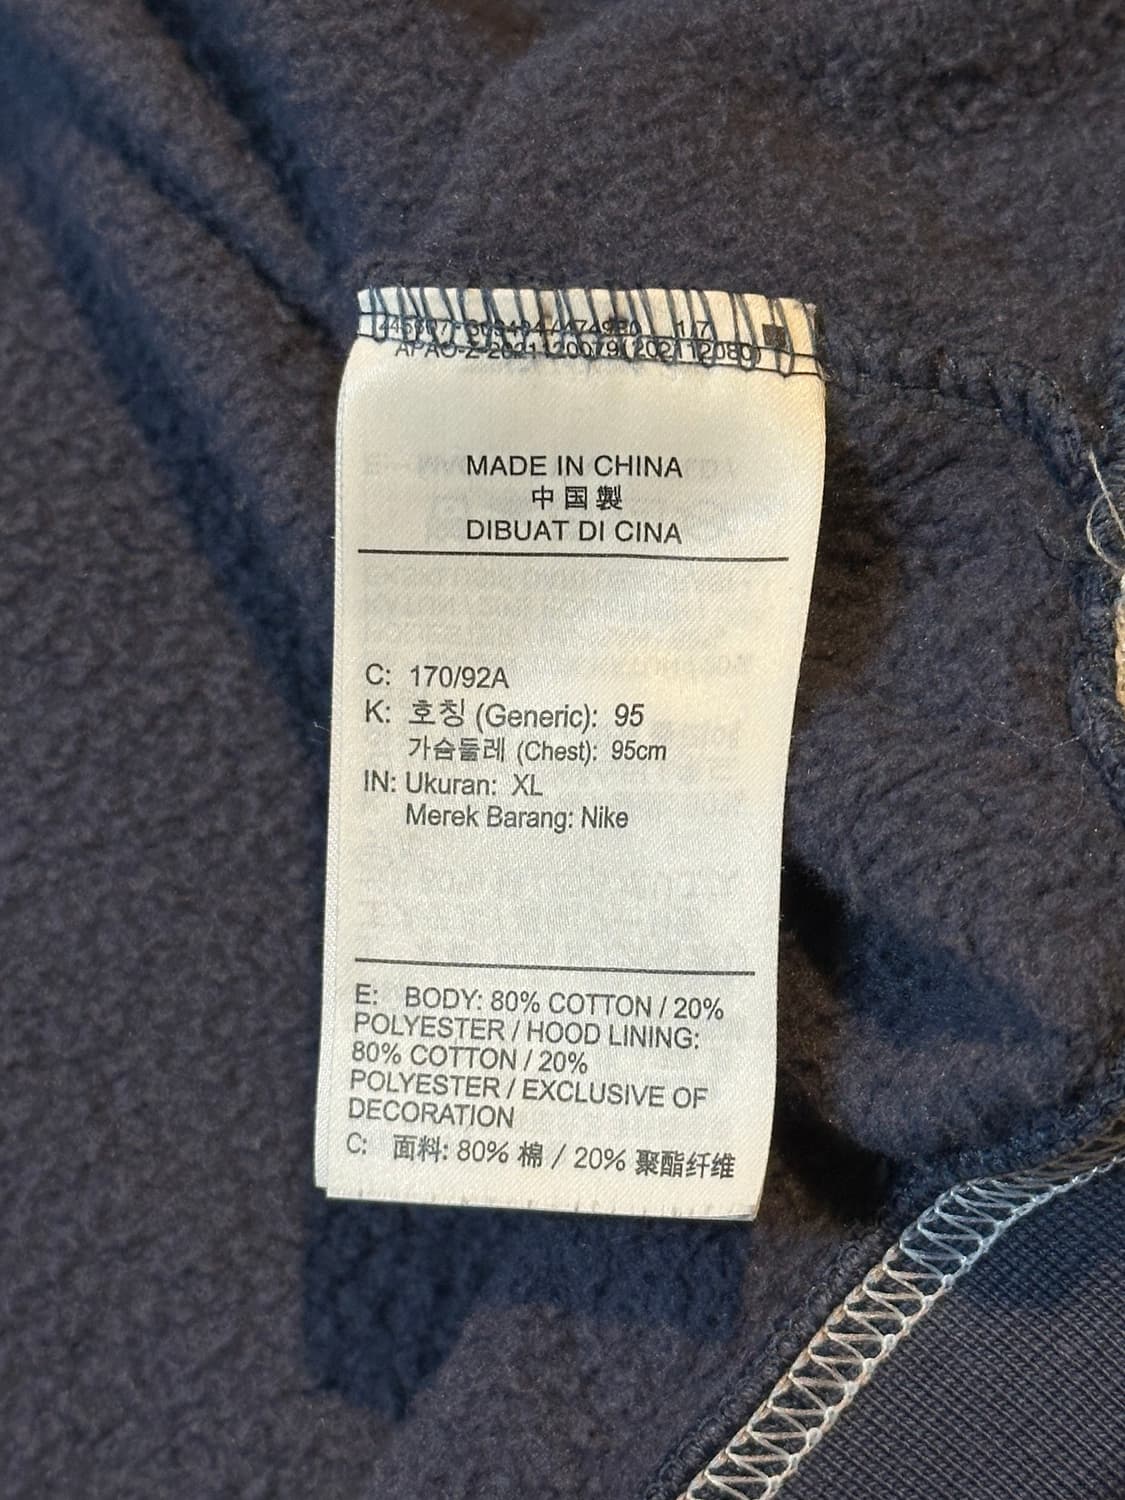 1/7
MADE IN CHINA
中国製
DIBUAT DI CINA
C: 170/92A
K: 호칭 (Generic): 95
가슴둘레 (Chest): 95cm
IN: Ukuran: XL
Merek Barang: Nike
E: BODY: 80% COTTON / 20%
POLYESTER / HOOD LINING:
80% COTTON / 20%
POLYESTER / EXCLUSIVE OF
DECORATION
C: 面料: 80% 棉 / 20% 聚酯纤维